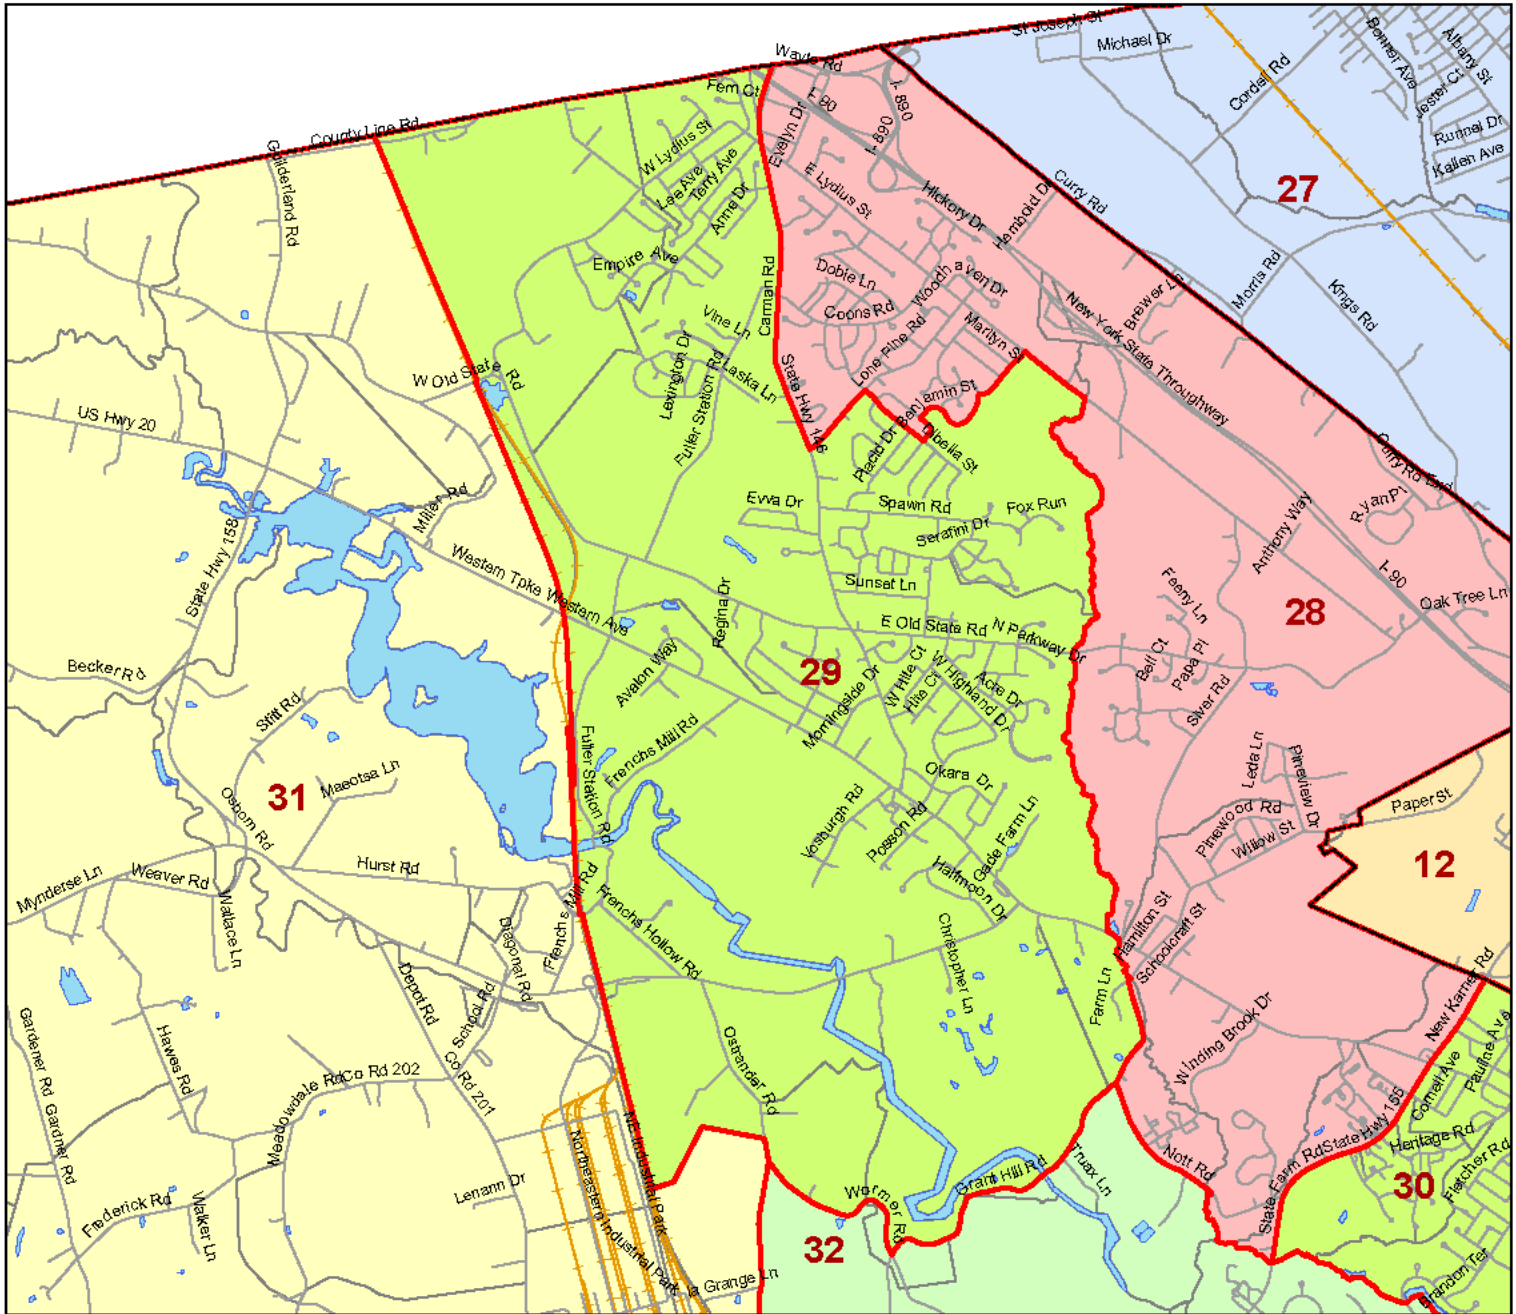 St Joseph St
Michael Dr
Bonner Ave
Albany St
Jester Ct
Runnel Dr
Kallen Ave
Cordell Rd
27
Wayto Rd
I- 90
I- 890
I- 890
Fern Ct
County Line Rd
Guilderland Rd
W Lydius St
Lee Ave
Terry Ave
Anna Dr
Evelyn Dr
E Lydius St
Hickory Dr
Hemboid Dr
Curry Rd
Empire Ave
Carman Rd
Dobie Ln
Woodhaven Dr
Coons Rd
Lone Pine Rd
Marilyn St
New York State Throughway
Brewer Ln
Morris Rd
Kings Rd
Vine Ln
Lexington Dr
Laska Ln
Fuller Station Rd
State Hwy 146
W Old State Rd
US Hwy 20
Placid Dr
Benjamin St
Dibella St
Curry Rd Extd
Ryan Pl
Anthony Way
I- 90
Oak Tree Ln
Evva Dr
Spawn Rd
Fox Run
Serafini Dr
Sunset Ln
Miller Rd
State Hwy 158
Western Tpke
Western Ave
Regina Dr
E Old State Rd
N Parkway Dr
Feeny Ln
28
Bell Ct
Papa Pl
Siver Rd
Becker Rd
Stitt Rd
Avalon Way
29
Morningside Dr
W Hite Ct
Hite Ct
W Highland Dr
Acre Dr
Frenchs Mill Rd
Fuller Station Rd
31
Maeotsa Ln
Osborn Rd
Okara Dr
Vosburgh Rd
Posson Rd
Gade Farm Ln
Halfmoon Dr
Leda Ln
Pineview Dr
Pinewood Rd
Willow St
Paper St
12
Mynderse Ln
Weaver Rd
Wallace Ln
Hurst Rd
Diagonal Rd
Frenchs Mill Rd
Frenchs Hollow Rd
Christopher Ln
Farm Ln
Hamilton St
Schoolcraft St
Depot Rd
School Rd
Gardener Rd
Gardner Rd
Hawes Rd
Meadowdale Rd
Co Rd 202
Co Rd 201
Ostrander Rd
W Inding Brook Dr
New Karner Rd
Cornell Ave
Pauline Ave
Heritage Rd
Fletcher Rd
State Farm Rd
State Hwy 155
30
Nott Rd
Truax Ln
Grant Hill Rd
Wormer Rd
32
Frederick Rd
Walker Ln
Lenann Dr
Northeastern Industrial Park
NE Industrial Park
la Grange Ln
Brandon Ter